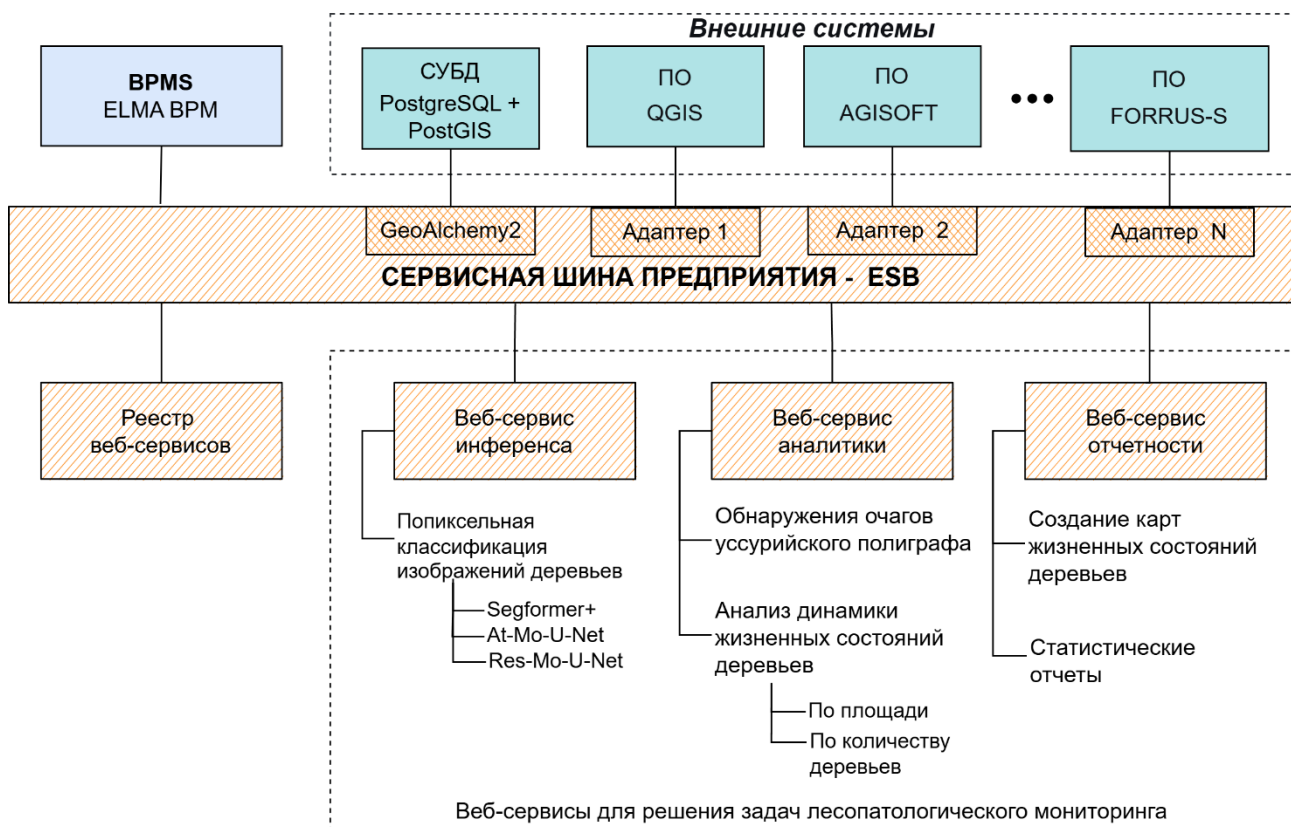 Внешние системы
BPMS
ELMA BPM
СУБД
PostgreSQL +
PostGIS
ПО
QGIS
ПО
AGISOFT
•••
ПО
FORRUS-S
GeoAlchemy2
Адаптер 1
Адаптер 2
Адаптер N
СЕРВИСНАЯ ШИНА ПРЕДПРИЯТИЯ - ESB
Реестр
веб-сервисов
Веб-сервис
инференса
Попиксельная
классификация
изображений деревьев
Segformer+
At-Mo-U-Net
Res-Mo-U-Net
Веб-сервис
аналитики
Обнаружения очагов
уссурийского полиграфа
Анализ динамики
жизненных состояний
деревьев
По площади
По количеству
деревьев
Веб-сервис
отчетности
Создание карт
жизненных состояний
деревьев
Статистические
отчеты
Веб-сервисы для решения задач лесопатологического мониторинга